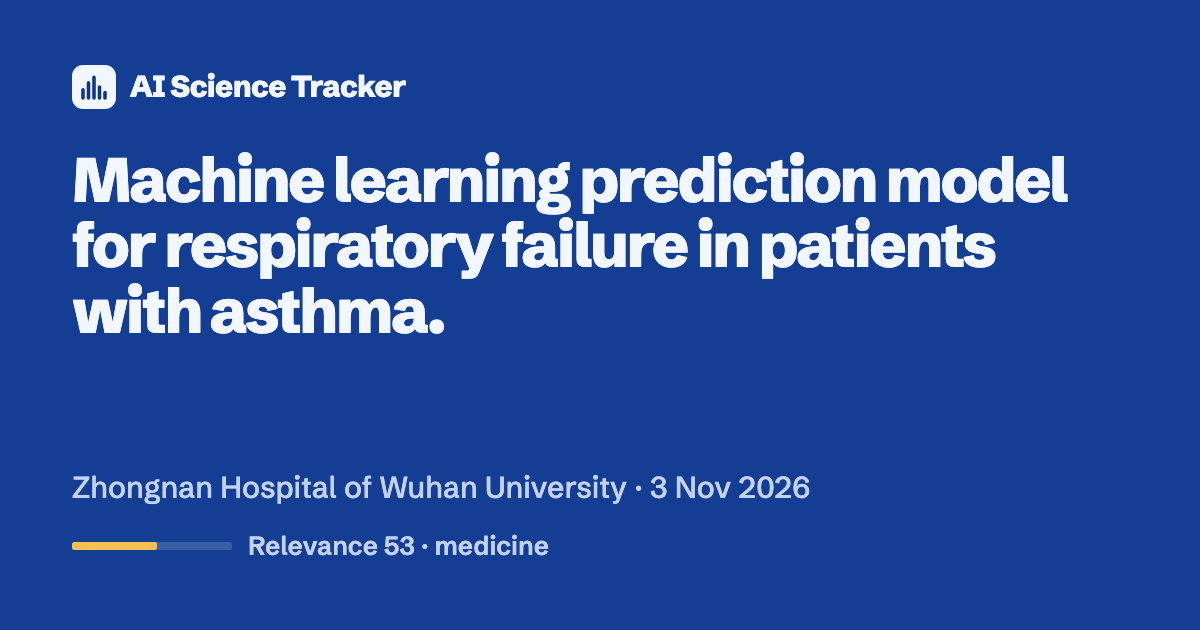 AI Science Tracker
Machine learning prediction model
for respiratory failure in patients
with asthma.
Zhongnan Hospital of Wuhan University · 3 Nov 2026
Relevance 53 · medicine